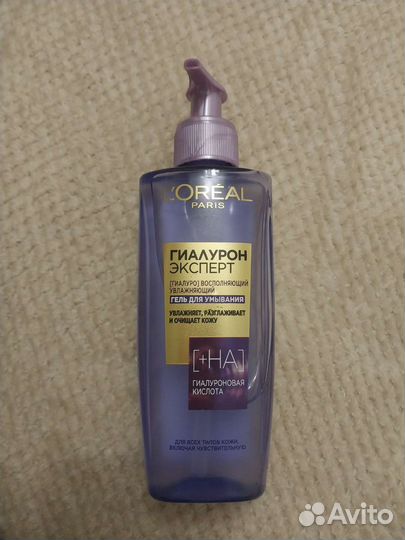 L'ORÉAL
PARIS
ГИАЛУРОН
ЭКСПЕРТ
[ГИАЛУРО] ВОСПОЛНЯЮЩИЙ
УВЛАЖНЯЮЩИЙ
ГЕЛЬ ДЛЯ УМЫВАНИЯ
УВЛАЖНЯЕТ, РАЗГЛАЖИВАЕТ
И ОЧИЩАЕТ КОЖУ
[+HA]
ГИАЛУРОНОВАЯ
КИСЛОТА
ДЛЯ ВСЕХ ТИПОВ КОЖИ,
ВКЛЮЧАЯ ЧУВСТВИТЕЛЬНУЮ
Avito